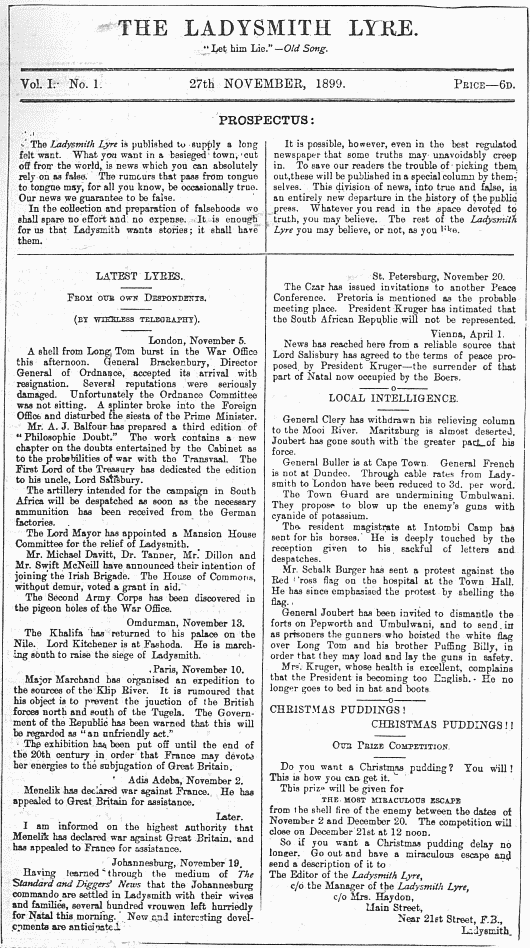 THE LADYSMITH LYRE.
"Let him Lie."—Old Song.
Vol. I. No. 1. 27th NOVEMBER, 1899. PRICE—6D.
PROSPECTUS:
The Ladysmith Lyre is published to supply a long
felt want. What you want in a besieged town, cut
off from the world, is news which you can absolutely
rely on as false. The rumours that pass from tongue
to tongue may, for all you know, be occasionally true.
Our news we guarantee to be false.
In the collection and preparation of falsehoods we
shall spare no effort and no expense. It is enough
for us that Ladysmith wants stories; it shall have
them.
It is possible, however, even in the best regulated
newspaper that some truths may unavoidably creep
in. To save our readers the trouble of picking them
out, these will be published in a special column by them-
selves. This division of news, into true and false, is
an entirely new departure in the history of the public
press. Whatever you read in the space devoted to
truth, you may believe. The rest of the Ladysmith
Lyre you may believe, or not, as you like.
LATEST LYRES.
FROM OUR OWN DESPONDENTS.
(BY WIRELESS TELEGRAPHY).
London, November 5.
A shell from Long Tom burst in the War Office
this afternoon. General Brackenbury, Director
General of Ordnance, accepted its arrival with
resignation. Several reputations were seriously
damaged. Unfortunately the Ordnance Committee
was not sitting. A splinter broke into the Foreign
Office and disturbed the siesta of the Prime Minister.
Mr. A. J. Balfour has prepared a third edition of
"Philosophic Doubt." The work contains a new
chapter on the doubts entertained by the Cabinet as
to the probabilities of war with the Transvaal. The
First Lord of the Treasury has dedicated the edition
to his uncle, Lord Salisbury.
The artillery intended for the campaign in South
Africa will be despatched as soon as the necessary
ammunition has been received from the German
factories.
The Lord Mayor has appointed a Mansion House
Committee for the relief of Ladysmith.
Mr. Michael Davitt, Dr. Tanner, Mr. Dillon and
Mr. Swift McNeill have announced their intention of
joining the Irish Brigade. The House of Commons,
without demur, voted a grant in aid.
The Second Army Corps has been discovered in
the pigeon holes of the War Office.
Omdurman, November 13.
The Khalifa has returned to his palace on the
Nile. Lord Kitchener is at Fashoda. He is march-
ing south to raise the siege of Ladysmith.
Paris, November 10.
Major Marchand has organised an expedition to
the sources of the Klip River. It is rumoured that
his object is to prevent the juuction of the British
forces north and south of the Tugela. The Govern-
ment of the Republic has been warned that this will
be regarded as "an unfriendly act."
The exhibition has been put off until the end of
the 20th century in order that France may devote
her energies to the subjugation of Great Britain.
Adis Adeba, November 2.
Menelik has declared war against France. He has
appealed to Great Britain for assistance.
Later.
I am informed on the highest authority that
Menelik has declared war against Great Britain, and
has appealed to France for assistance.
Johannesburg, November 19.
Having learned through the medium of The
Standard and Diggers' News that the Johannesburg
commando are settled in Ladysmith with their wives
and families, several hundred vrouwen left hurriedly
for Natal this morning. New and interesting devel-
opments are anticipated
St. Petersburg, November 20.
The Czar has issued invitations to another Peace
Conference. Pretoria is mentioned as the probable
meeting place. President Kruger has intimated that
the South African Republic will not be represented.
Vienna, April 1.
News has reached here from a reliable source that
Lord Salisbury has agreed to the terms of peace pro-
posed by President Kruger—the surrender of that
part of Natal now occupied by the Boers.
LOCAL INTELLIGENCE.
General Clery has withdrawn his relieving column
to the Mooi River. Maritzburg is almost deserted.
Joubert has gone south with the greater part of his
force.
General Buller is at Cape Town. General French
is not at Dundee. Through cable rates from Lady-
smith to London have been reduced to 3d. per word.
The Town Guard are undermining Umbulwani.
They propose to blow up the enemy's guns with
cyanide of potassium.
The resident magistrate at Intombi Camp has
sent for his horses. He is deeply touched by the
reception given to his sackful of letters and
despatches.
Mr. Schalk Burger has sent a protest against the
Red 'ross flag on the hospital at the Town Hall.
He has since emphasised the protest by shelling the
flag.
General Joubert has been invited to dismantle the
forts on Pepworth and Umbulwani, and to send in
as prisoners the gunners who hoisted the white flag
over Long Tom and his brother Puffing Billy, in
order that they may load and lay the guns in safety.
Mrs. Kruger, whose health is excellent, complains
that the President is becoming too English. He no
longer goes to bed in hat and boots
CHRISTMAS PUDDINGS!
CHRISTMAS PUDDINGS!!
OUR PRIZE COMPETITION.
Do you want a Christmas pudding? You will!
This is how you can get it.
This prize will be given for
THE MOST MIRACULOUS ESCAPE
from the shell fire of the enemy between the dates of
November 2 and December 20. The competition will
close on December 21st at 12 noon.
So if you want a Christmas pudding delay no
longer. Go out and have a miraculous escape and
send a description of it to
The Editor of the Ladysmith Lyre,
c/o the Manager of the Ladysmith Lyre,
c/o Mrs. Haydon,
Main Street,
Near 21st Street, F.B.,
Ladysmith.